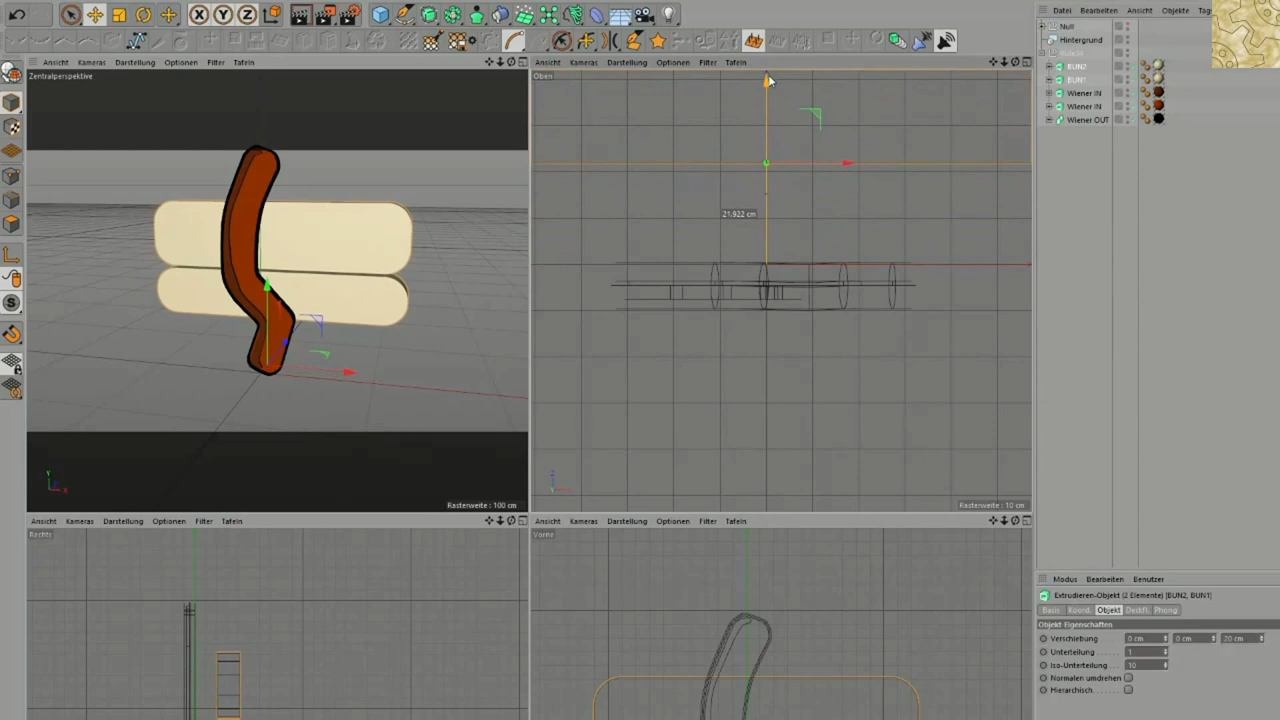 X Y Z
Ansicht Kameras Darstellung Optionen Filter Tafeln
Zentralperspektive
Rasterweite : 100 cm
Y
X
Ansicht Kameras Darstellung Optionen Filter Tafeln
Oben
21.922 cm
Rasterweite : 10 cm
Z
Ansicht Kameras Darstellung Optionen Filter Tafeln
Rechts
Ansicht Kameras Darstellung Optionen Filter Tafeln
Vorne
Datei Bearbeiten Ansicht Objekte Tags
Null
Hintergrund
BUN2
BUN1
Wiener IN
Wiener IN
Wiener OUT
Modus Bearbeiten Benutzer
Extrudieren-Objekt (2 Elemente) [BUN2, BUN1]
Basis Koord. Objekt Deckfl. Phong
Objekt Eigenschaften
Verschiebung 0 cm 0 cm 20 cm
Unterteilung 1
Iso-Unterteilung 10
Normalen umdrehen
Hierarchisch